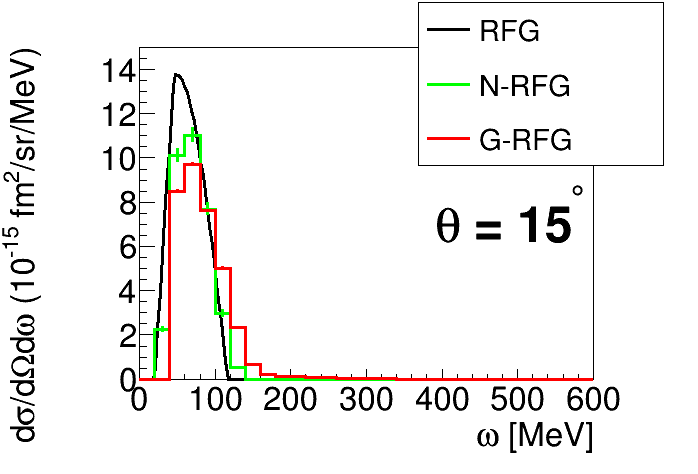 RFG
N-RFG
G-RFG
θ = 15°
dσ/dΩdω (10⁻¹⁵ fm²/sr/MeV)
14
12
10
8
6
4
2
0
0 100 200 300 400 500 600
ω [MeV]